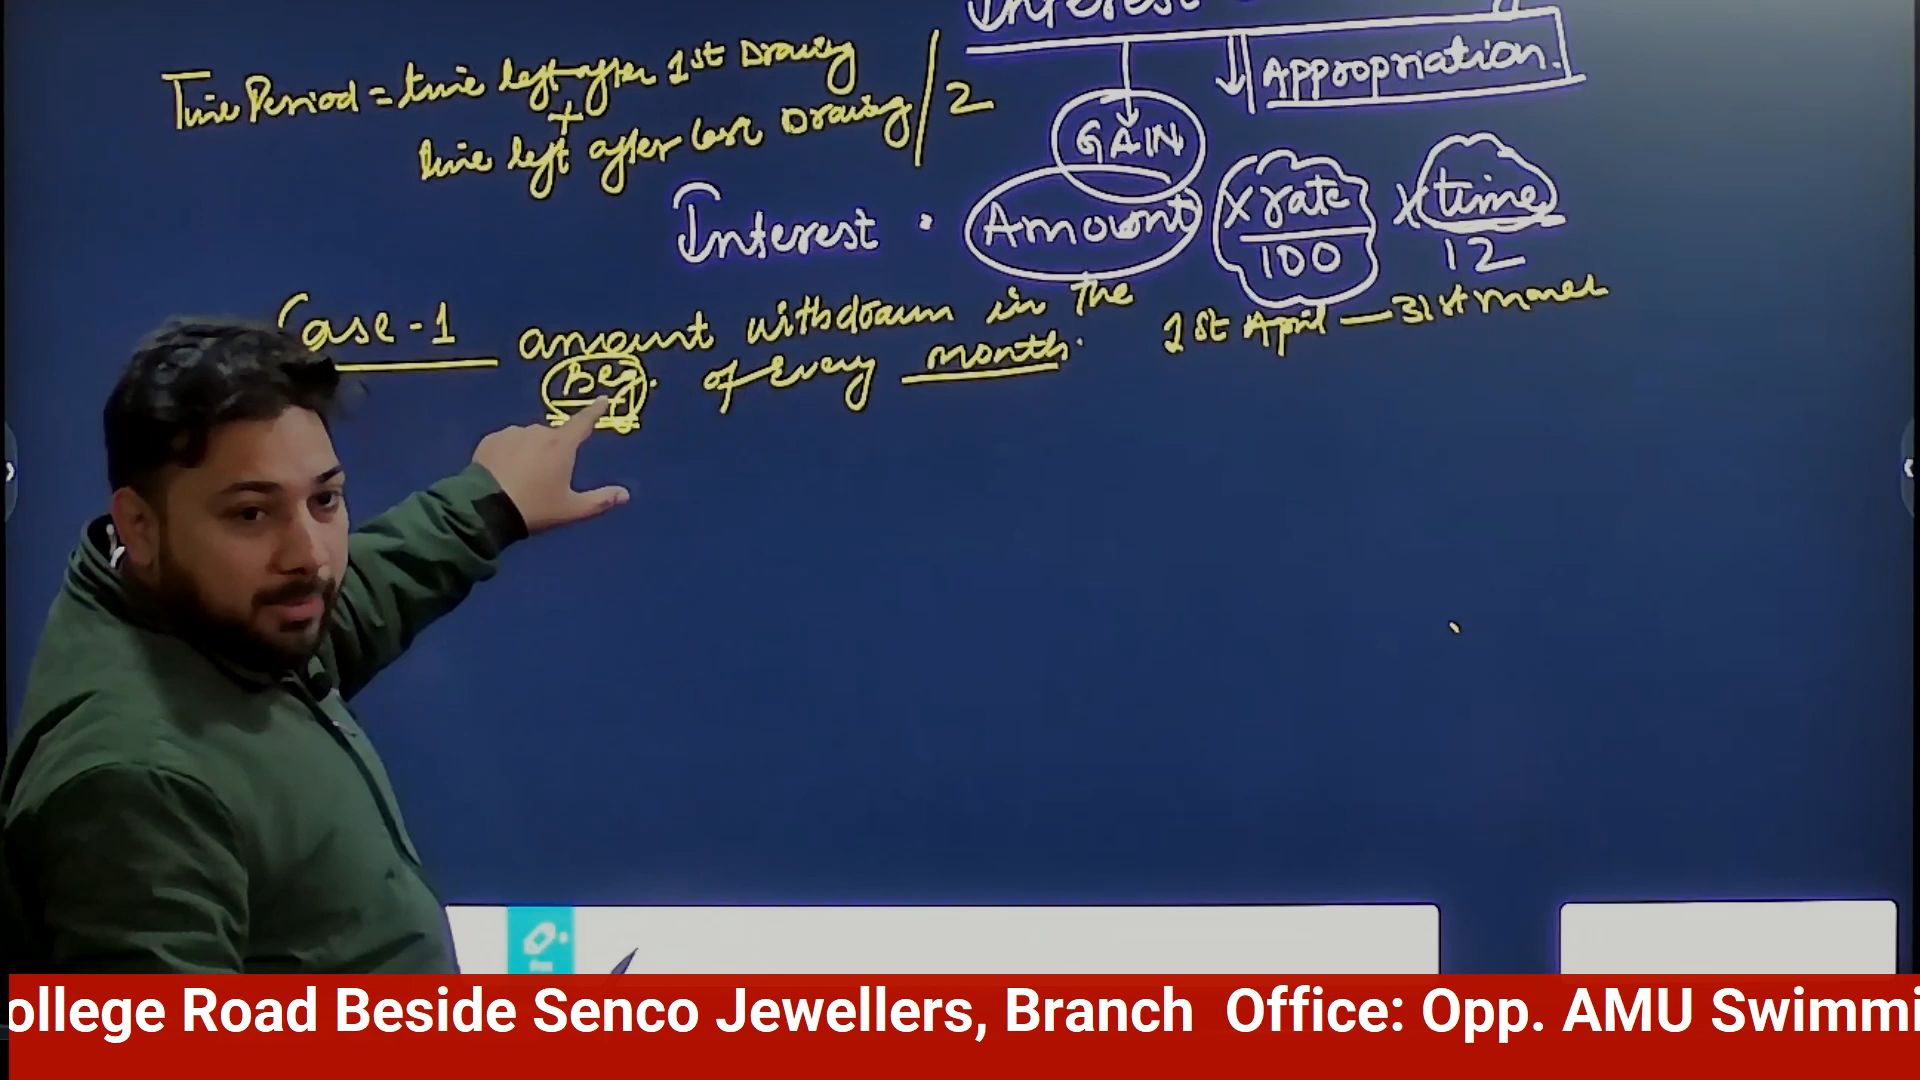 Interest
Time Period = time left after 1st Drawing
+
time left after last Drawing / 2
Appropriation.
GAIN
Interest . Amount x rate x time
100 12
Case - 1 amount withdrawn in the
Beg. of Every month.
1st April — 31st March
ollege Road Beside Senco Jewellers, Branch Office: Opp. AMU Swimmi